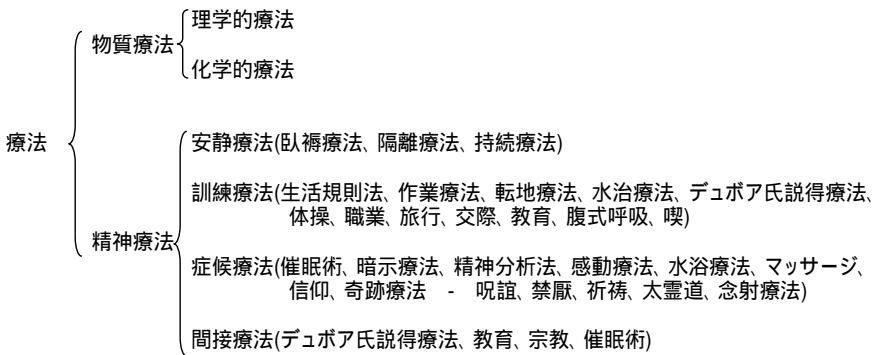 理学的療法
物質療法
化学的療法
療法
安静療法(臥褥療法、隔離療法、持続療法)
訓練療法(生活規則法、作業療法、転地療法、水治療法、デュボア氏説得療法、
体操、職業、旅行、交際、教育、腹式呼吸、喫)
精神療法
症候療法(催眠術、暗示療法、精神分析法、感動療法、水浴療法、マッサージ、
信仰、奇跡療法 - 呪詛、禁厭、祈祷、太霊道、念射療法)
間接療法(デュボア氏説得療法、教育、宗教、催眠術)